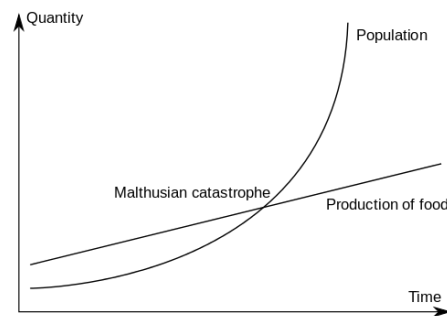 Quantity
Population
Malthusian catastrophe
Production of food
Time